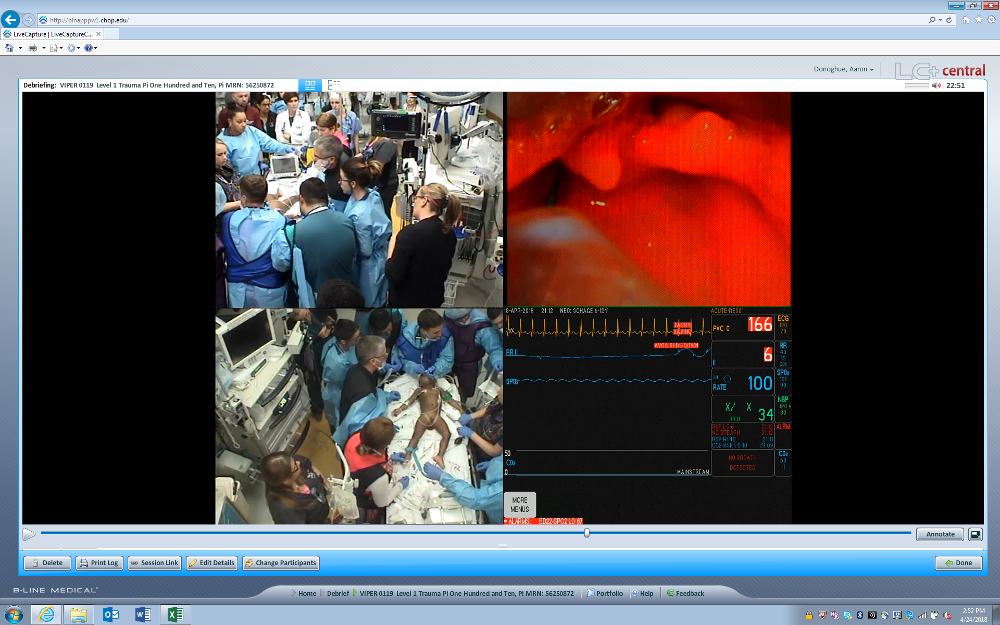 http://blnapppw1.chop.edu/
LiveCapture | LiveCaptureC...
Donoghue, Aaron
LC+ central
Debriefing: VIPER 0119 Level 1 Trauma Pi One Hundred and Ten, Pi MRN: 56250872
22:51
18-APR-2018 21:12 NEO: SCHAGE 6-12Y ACUTE-RES01
II
1mV
TACHY
SAVING
PVC 0 166
ECG
120
70
AVOA BEDS DOWN
RR II
II 6
RR
40
12
20s
SPO₂
20
RATE 100
SPO₂
101
90
X/ X 34
PED
NBP
120 s
80
RSP LO 6 21:12
NO BREATH 21:12
RSP HI 40 21:11
CO2 RSP LO 10 21:09
ALRM
50
CO₂
0
MAINSTREAM
NO BREATH
DETECTED
CO₂
50
-1
MORE
MENUS
* ALARMS: ED22-SPO2 LO 87
Annotate
Delete
Print Log
Session Link
Edit Details
Change Participants
Done
B-LINE MEDICAL®
Home Debrief VIPER 0119 Level 1 Trauma Pi One Hundred and Ten, Pi MRN: 56250872 Portfolio Help Feedback
2:52 PM
4/24/2018